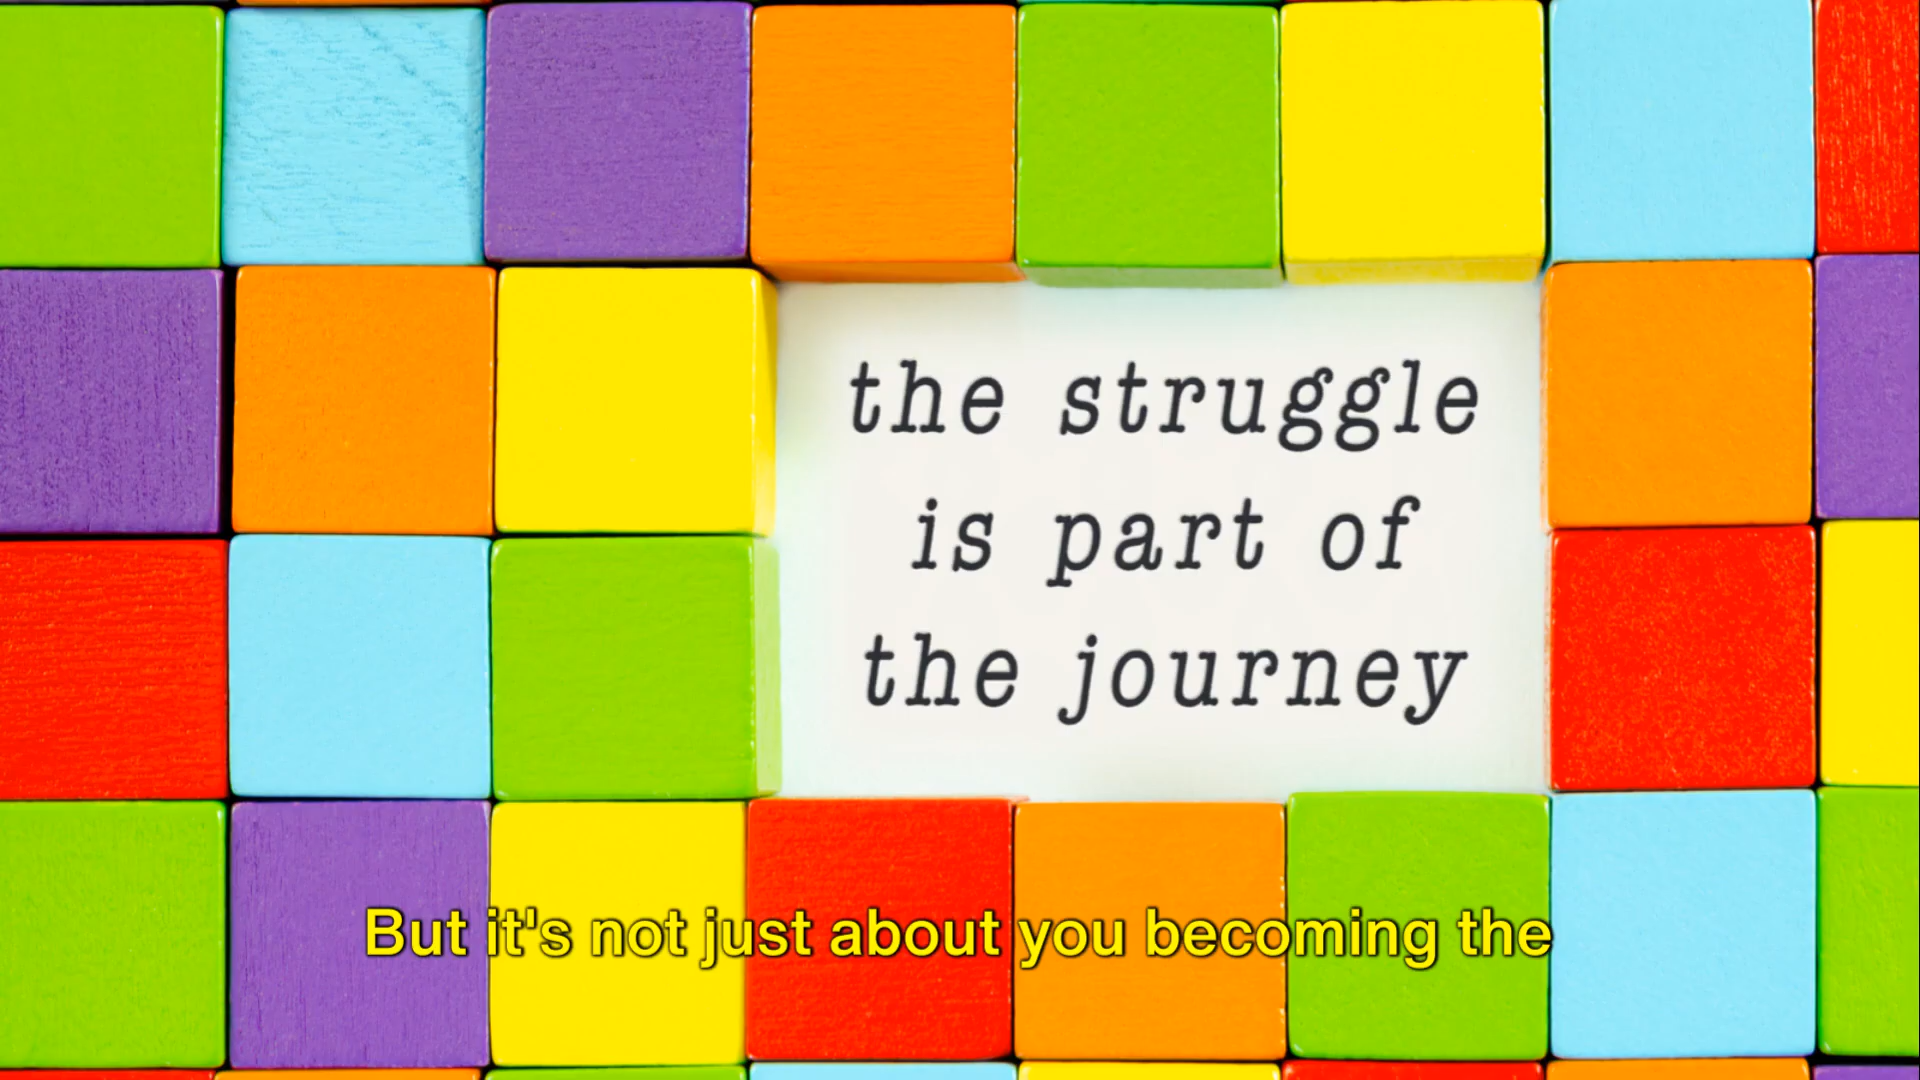 the struggle
is part of
the journey
But it's not just about you becoming the